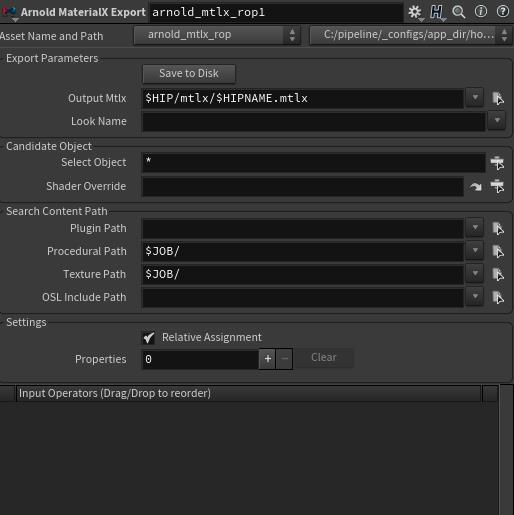 Arnold MaterialX Export arnold_mtlx_rop1
Asset Name and Path arnold_mtlx_rop C:/pipeline/_configs/app_dir/ho...
Export Parameters
Save to Disk
Output Mtlx $HIP/mtlx/$HIPNAME.mtlx
Look Name
Candidate Object
Select Object *
Shader Override
Search Content Path
Plugin Path
Procedural Path $JOB/
Texture Path $JOB/
OSL Include Path
Settings
Relative Assignment
Properties 0 + − Clear
Input Operators (Drag/Drop to reorder)